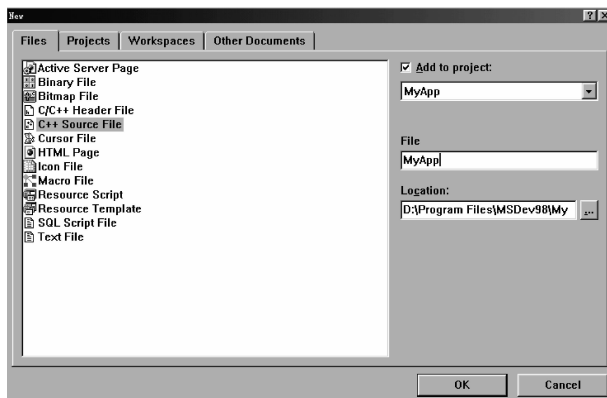 New
Files Projects Workspaces Other Documents
Active Server Page
Binary File
Bitmap File
C/C++ Header File
C++ Source File
Cursor File
HTML Page
Icon File
Macro File
Resource Script
Resource Template
SQL Script File
Text File
Add to project:
MyApp
File
MyApp
Location:
D:\Program Files\MSDev98\My
...
OK Cancel